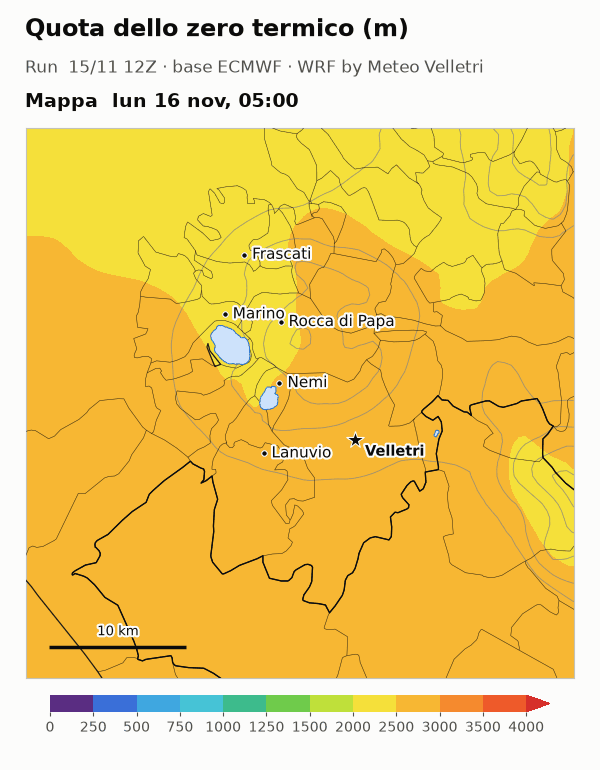 Quota dello zero termico (m)
Run  15/11 12Z · base ECMWF · WRF by Meteo Velletri
Mappa  lun 16 nov, 05:00
Frascati
Marino
Rocca di Papa
Nemi
Velletri
Lanuvio
10 km
0 250 500 750 1000 1250 1500 2000 2500 3000 3500 4000